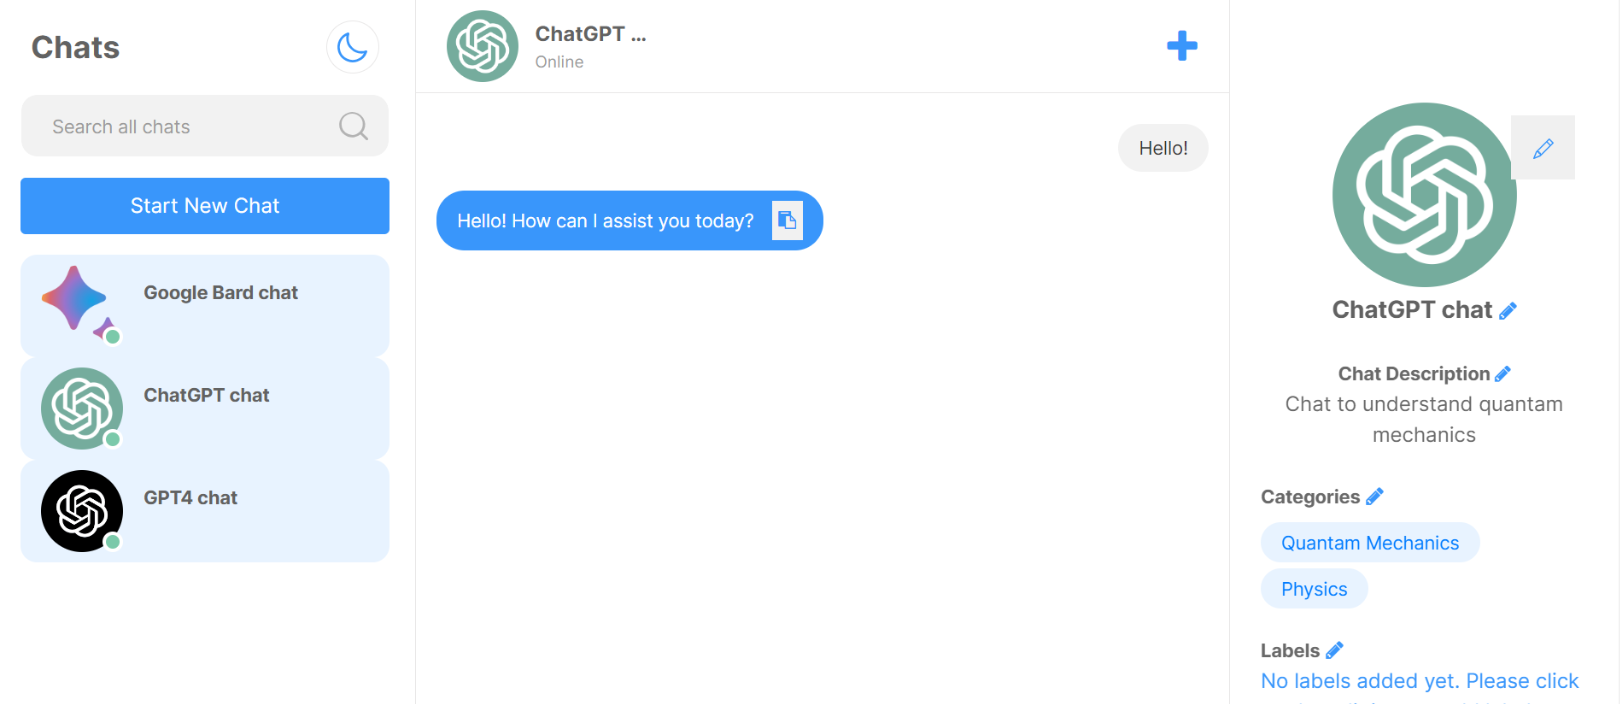 Chats
Search all chats
Start New Chat
Google Bard chat
ChatGPT chat
GPT4 chat
ChatGPT ...
Online
Hello!
Hello! How can I assist you today?
ChatGPT chat
Chat Description
Chat to understand quantam
mechanics
Categories
Quantam Mechanics
Physics
Labels
No labels added yet. Please click